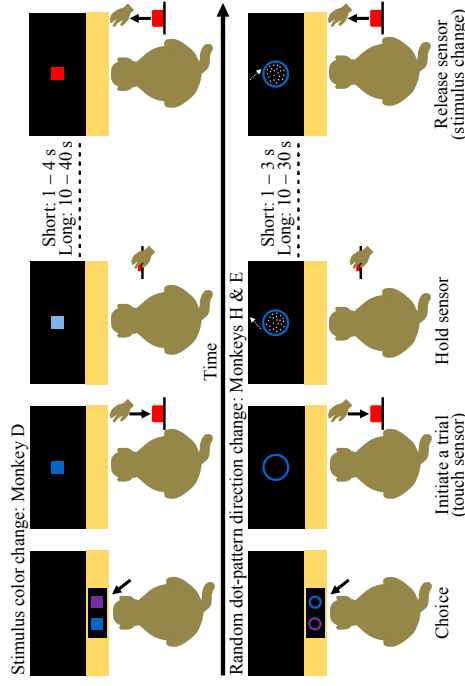 Stimulus color change: Monkey D
Short: 1 – 4 s
Long: 10 – 40 s
Time
Random dot-pattern direction change: Monkeys H & E
Short: 1 – 3 s
Long: 10 – 30 s
Choice
Initiate a trial
(touch sensor)
Hold sensor
Release sensor
(stimulus change)